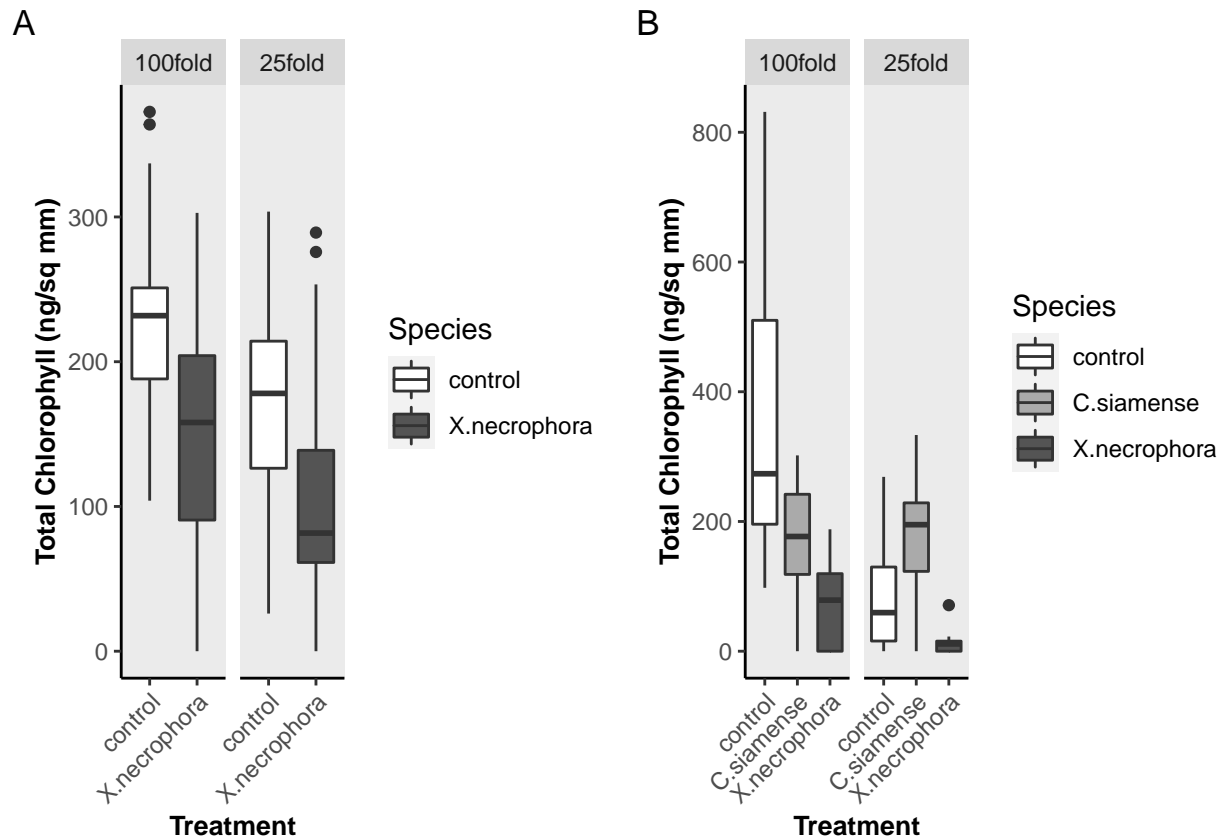 A
100fold 25fold
Total Chlorophyll (ng/sq mm)
300
200
100
0
control
X.necrophora
control
X.necrophora
Treatment
Species
control
X.necrophora
B
100fold 25fold
Total Chlorophyll (ng/sq mm)
800
600
400
200
0
control
C.siamense
X.necrophora
control
C.siamense
X.necrophora
Treatment
Species
control
C.siamense
X.necrophora